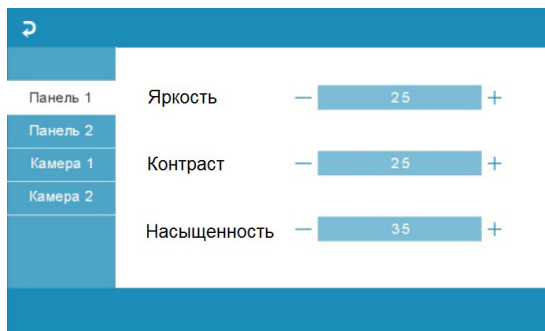 Панель 1
Панель 2
Камера 1
Камера 2
Яркость — 25 +
Контраст — 25 +
Насыщенность — 35 +